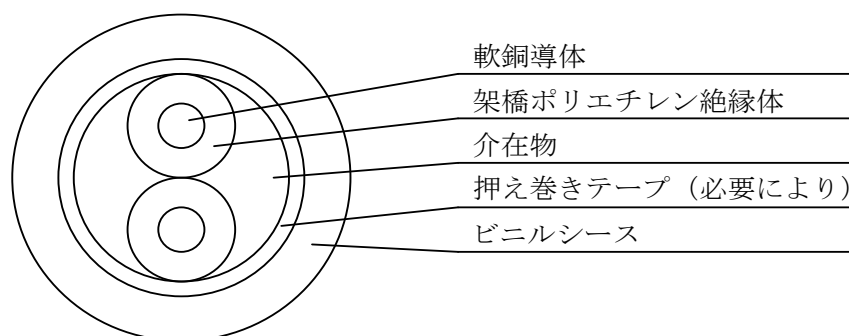 軟銅導体
架橋ポリエチレン絶縁体
介在物
押え巻きテープ（必要により）
ビニルシース